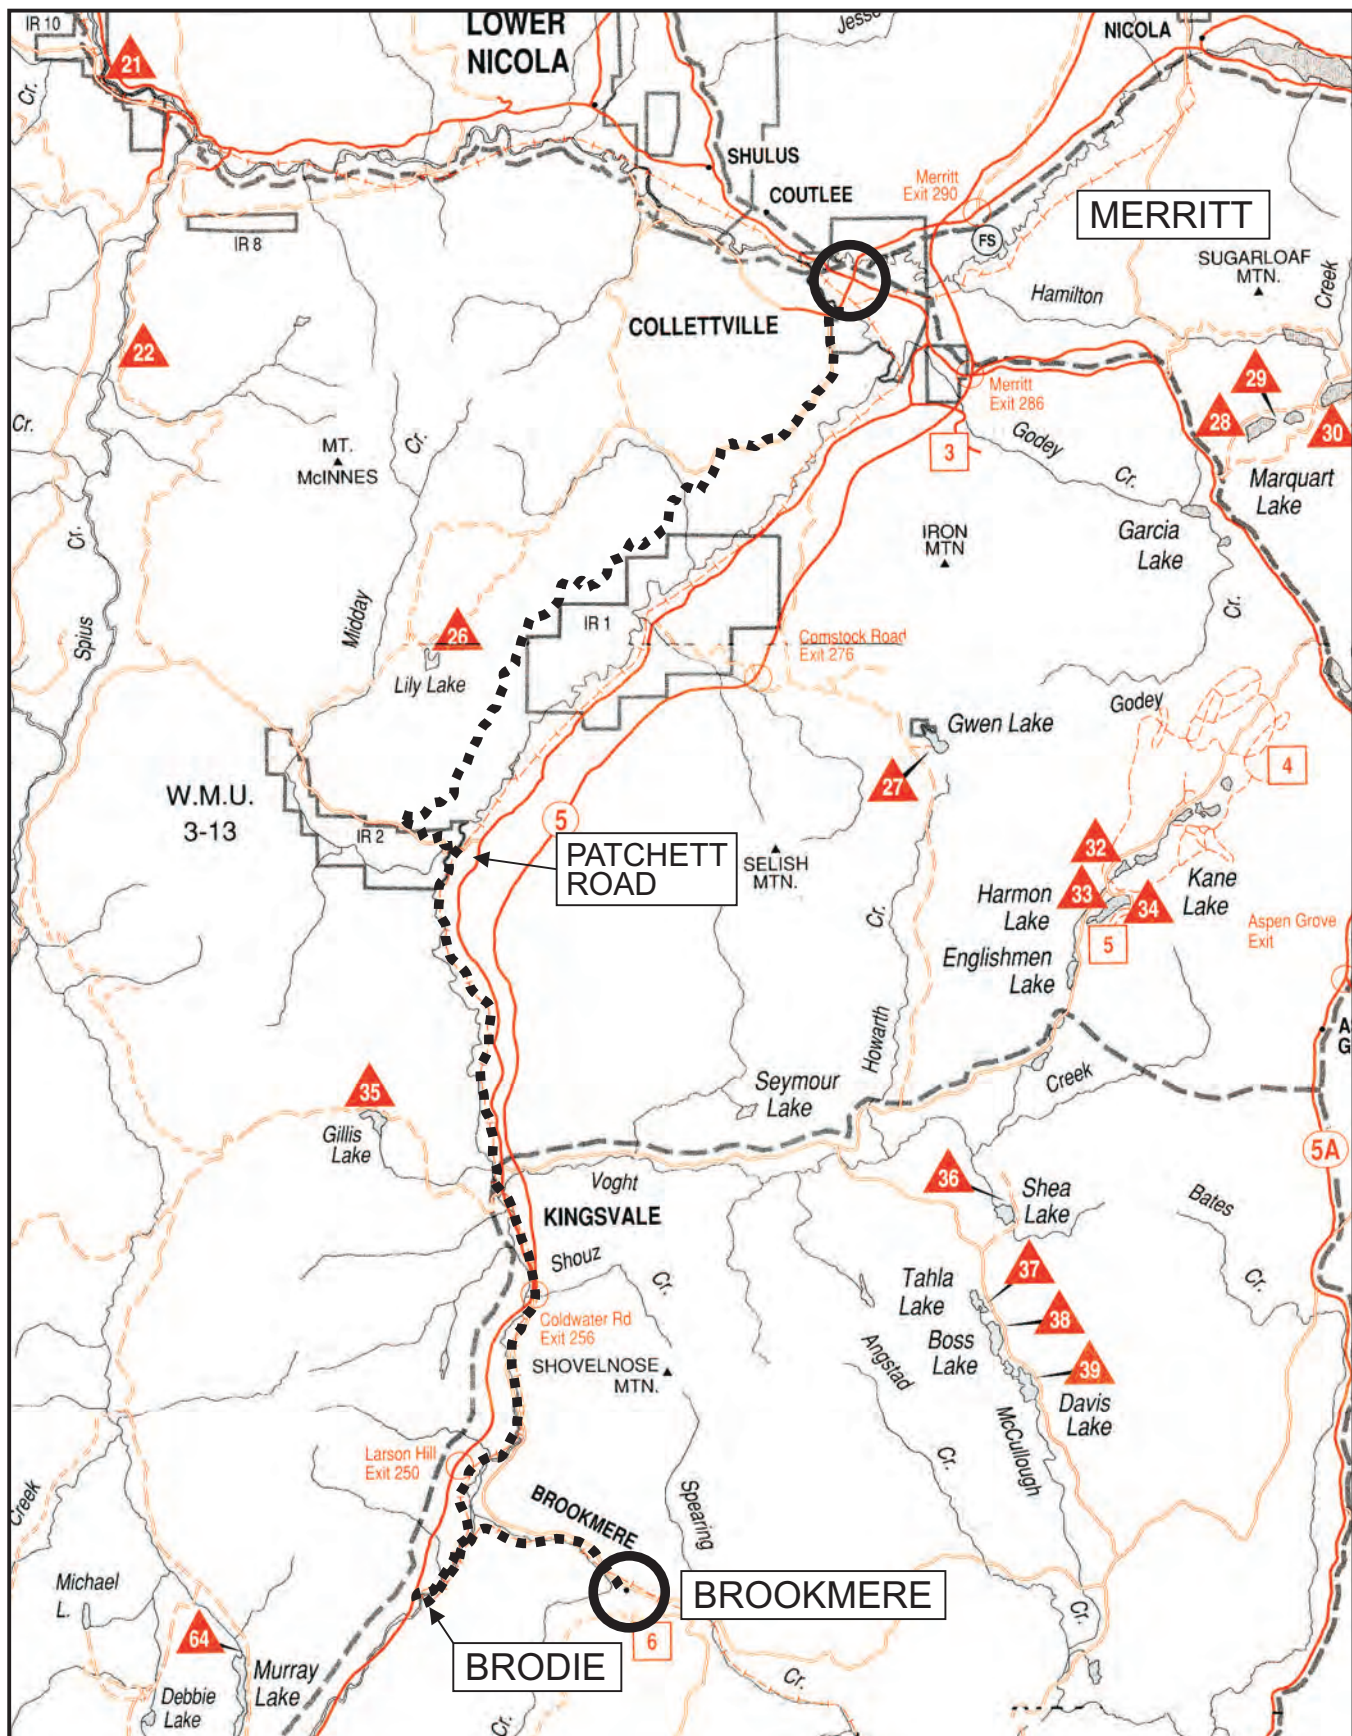 IR 10
LOWER
NICOLA
Jesse
NICOLA
21
Cr.
SHULUS
COUTLEE
Merritt
Exit 290
MERRITT
FS
IR 8
SUGARLOAF
MTN.
Hamilton
Creek
COLLETTVILLE
22
Merritt
Exit 286
29
28
30
Cr.
Cr.
MT.
McINNES
3
Godey
Cr.
Marquart
Lake
Garcia
Lake
IRON
MTN
Cr.
Spius
Midday
IR 1
Cr.
26
Lily Lake
Comstock Road
Exit 276
Godey
Gwen Lake
4
27
W.M.U.
3-13
IR 2
5
PATCHETT
ROAD
SELISH
MTN.
32
33
34
Harmon
Lake
Kane
Lake
Cr.
5
Aspen Grove
Exit
Englishmen
Lake
Howarth
A
G
Seymour
Lake
Creek
35
Gillis
Lake
5A
Voght
36
Shea
Lake
Bates
KINGSVALE
Shouz
Cr.
Cr.
37
Tahla
Lake
Coldwater Rd
Exit 256
38
Boss
Lake
Angstad
SHOVELNOSE
MTN.
39
Davis
Lake
McCullough
Larson Hill
Exit 250
Cr.
Creek
BROOKMERE
Spearing
Michael
L.
BROOKMERE
Cr.
64
6
BRODIE
Murray
Lake
Cr.
Debbie
Lake
Cr.